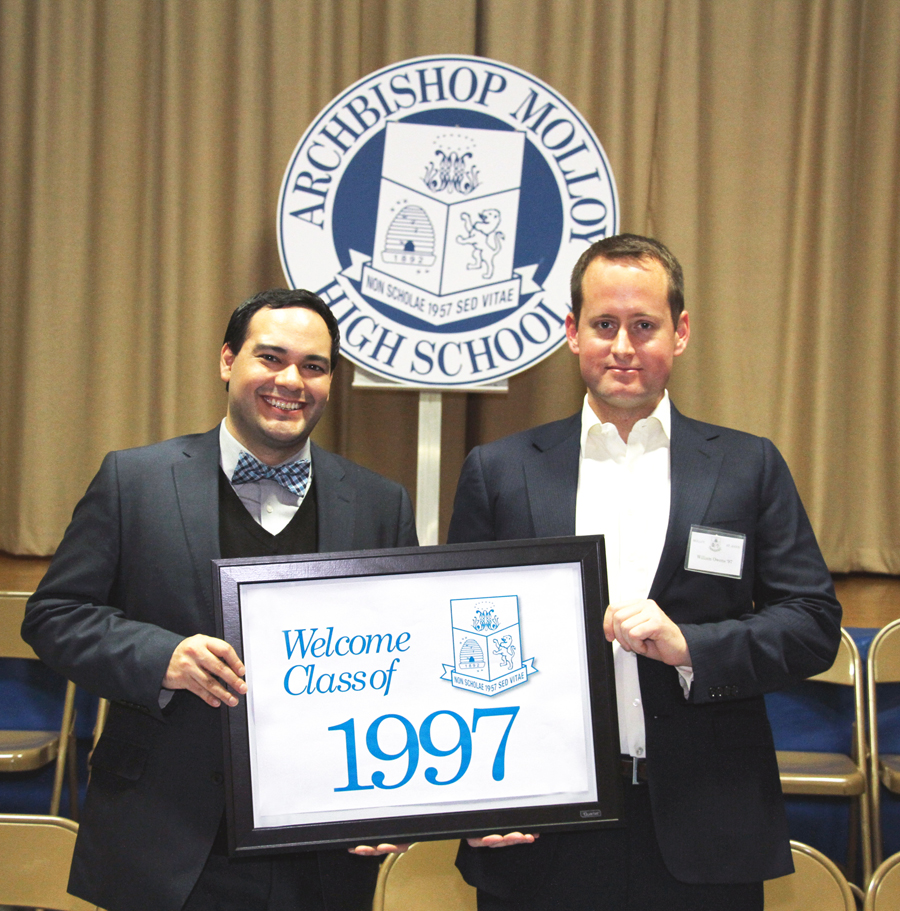 ARCHBISHOP MOLLOY
HIGH SCHOOL
1892
NON SCHOLAE 1957 SED VITAE
Welcome
Class of
1892
NON SCHOLAE 1957 SED VITAE
1997